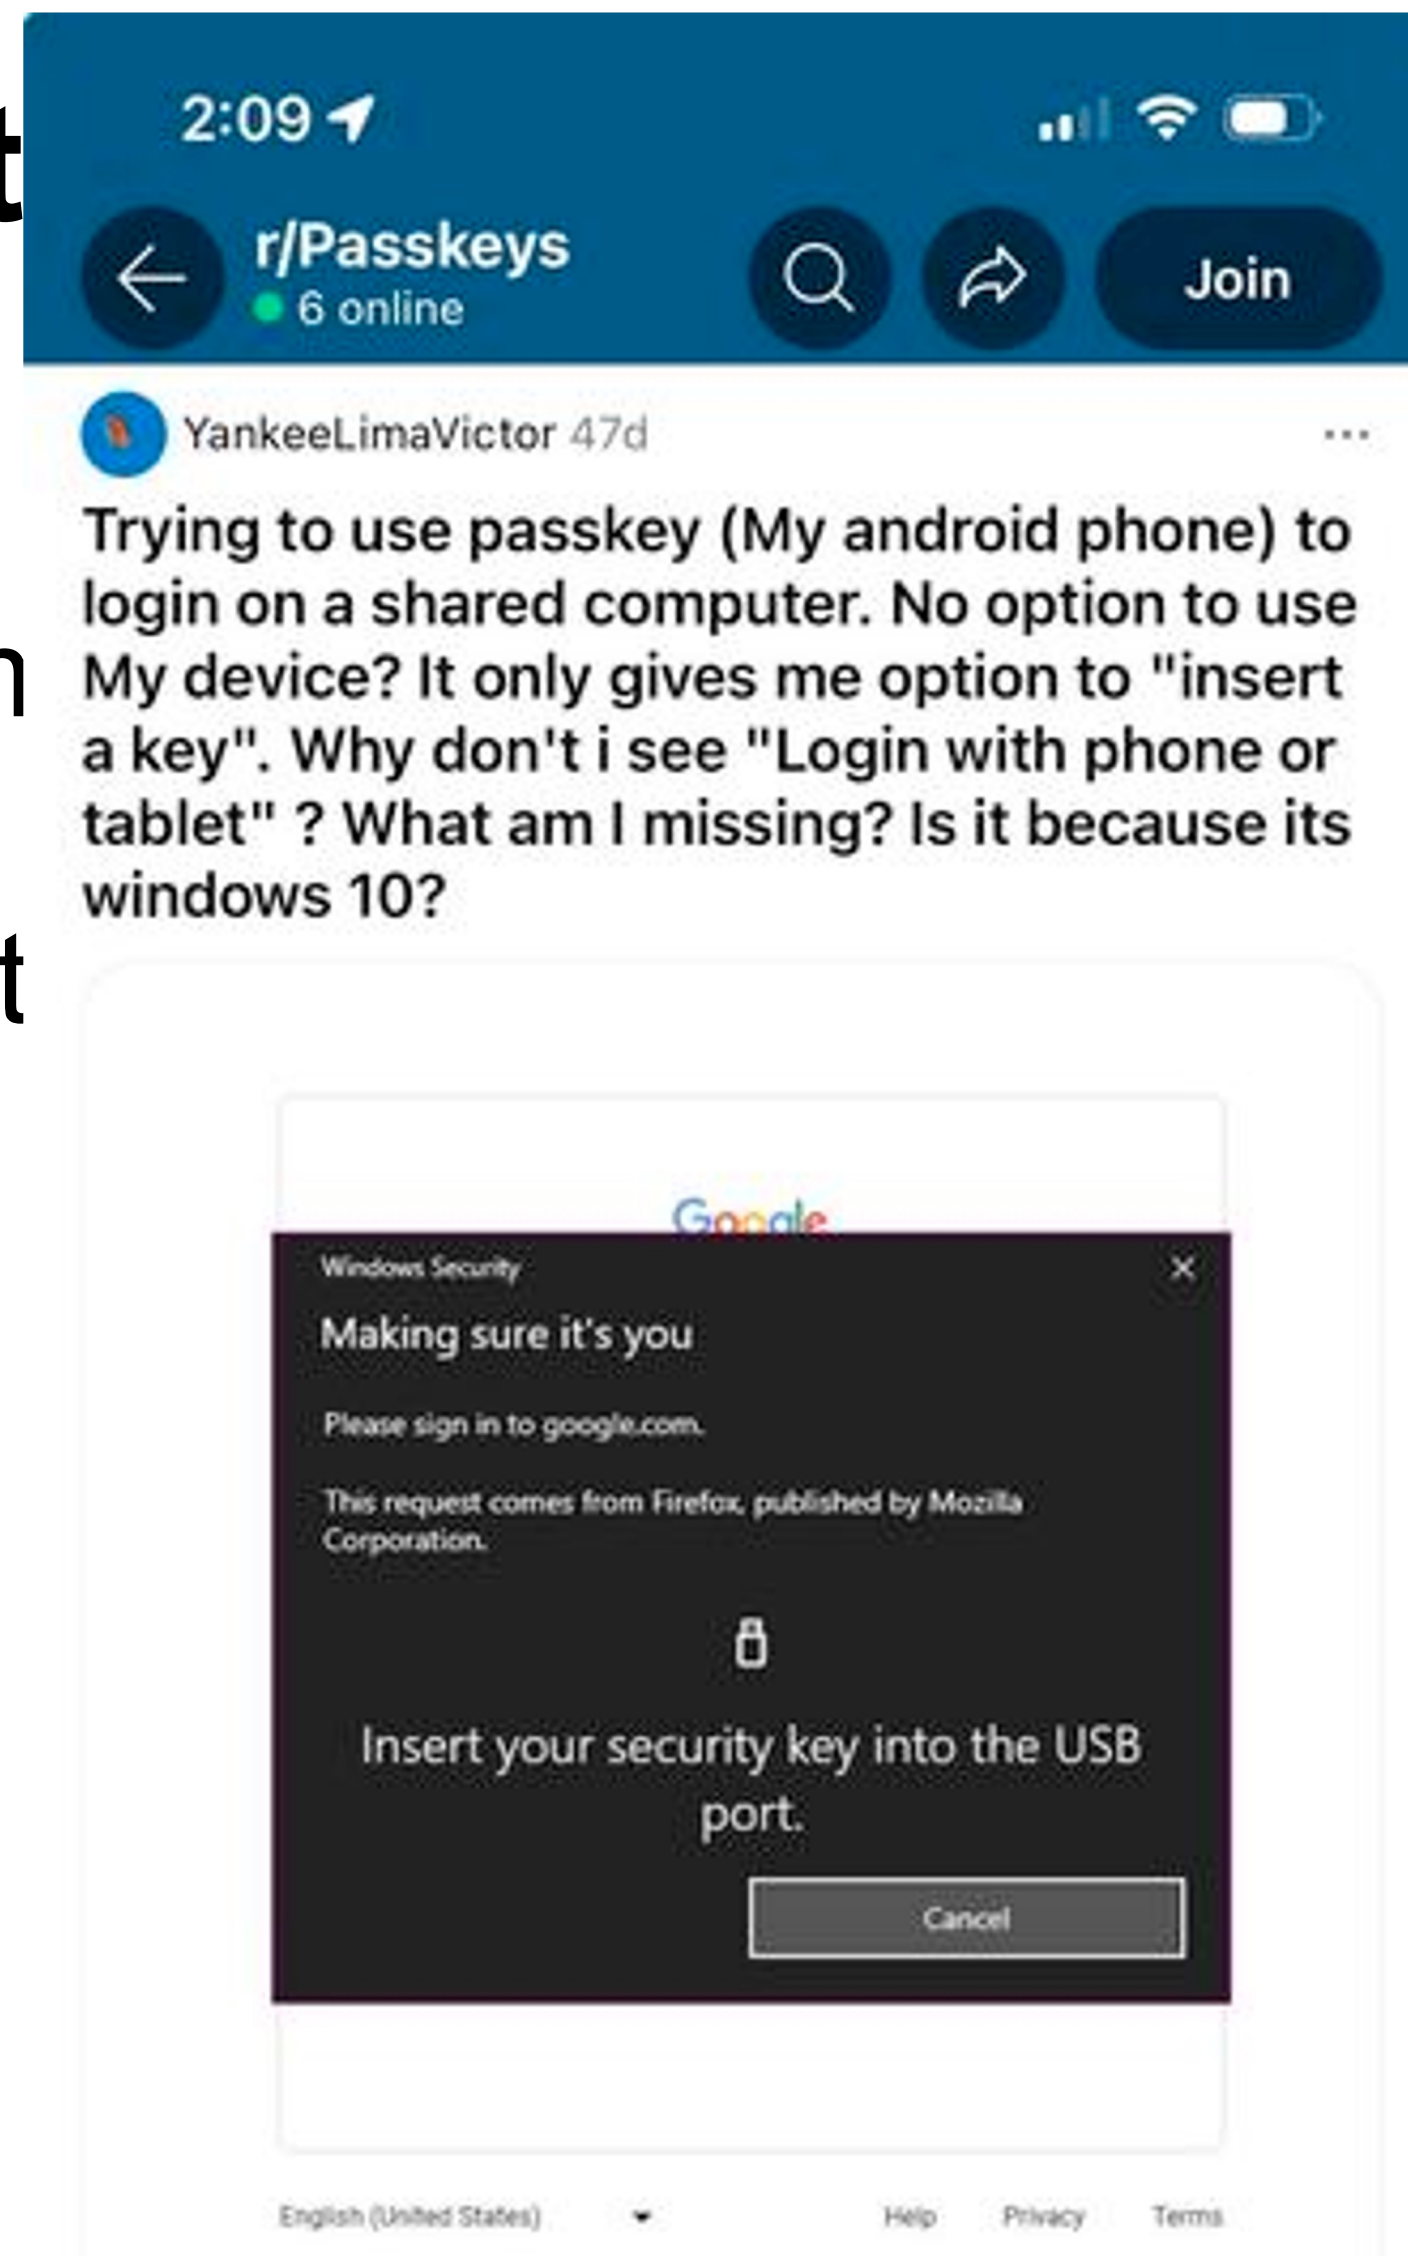 t
2:09
r/Passkeys
6 online
Join
YankeeLimaVictor 47d
Trying to use passkey (My android phone) to
login on a shared computer. No option to use
n
My device? It only gives me option to "insert
a key". Why don't i see "Login with phone or
tablet" ? What am I missing? Is it because its
windows 10?
t
Google
Windows Security
Making sure it's you
Please sign in to google.com.
This request comes from Firefox, published by Mozilla
Corporation.
Insert your security key into the USB
port.
Cancel
English (United States)
Help Privacy Terms